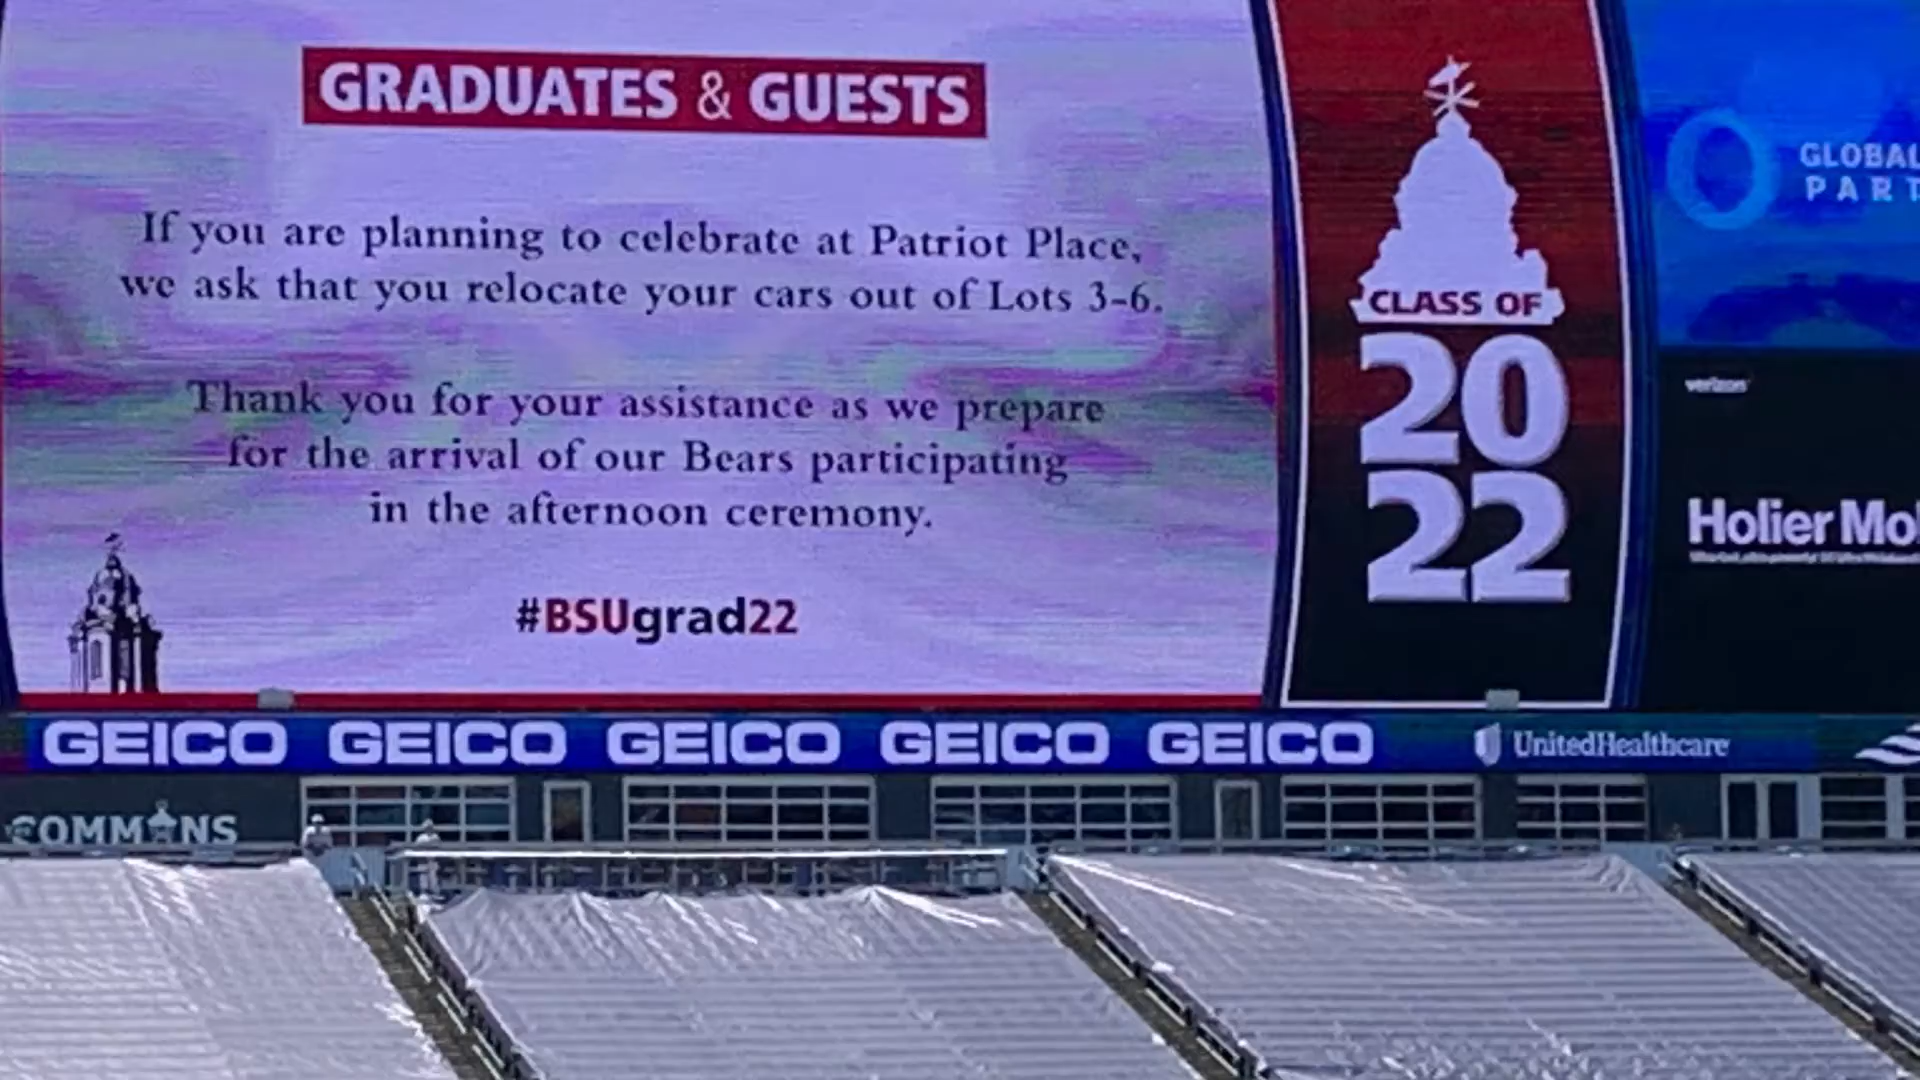 GRADUATES & GUESTS
If you are planning to celebrate at Patriot Place,
we ask that you relocate your cars out of Lots 3-6.
Thank you for your assistance as we prepare
for the arrival of our Bears participating
in the afternoon ceremony.
#BSUgrad22
CLASS OF
20
22
GLOBAL
PART
verizon
Holier Mo
GEICO GEICO GEICO GEICO GEICO
UnitedHealthcare
COMMONS